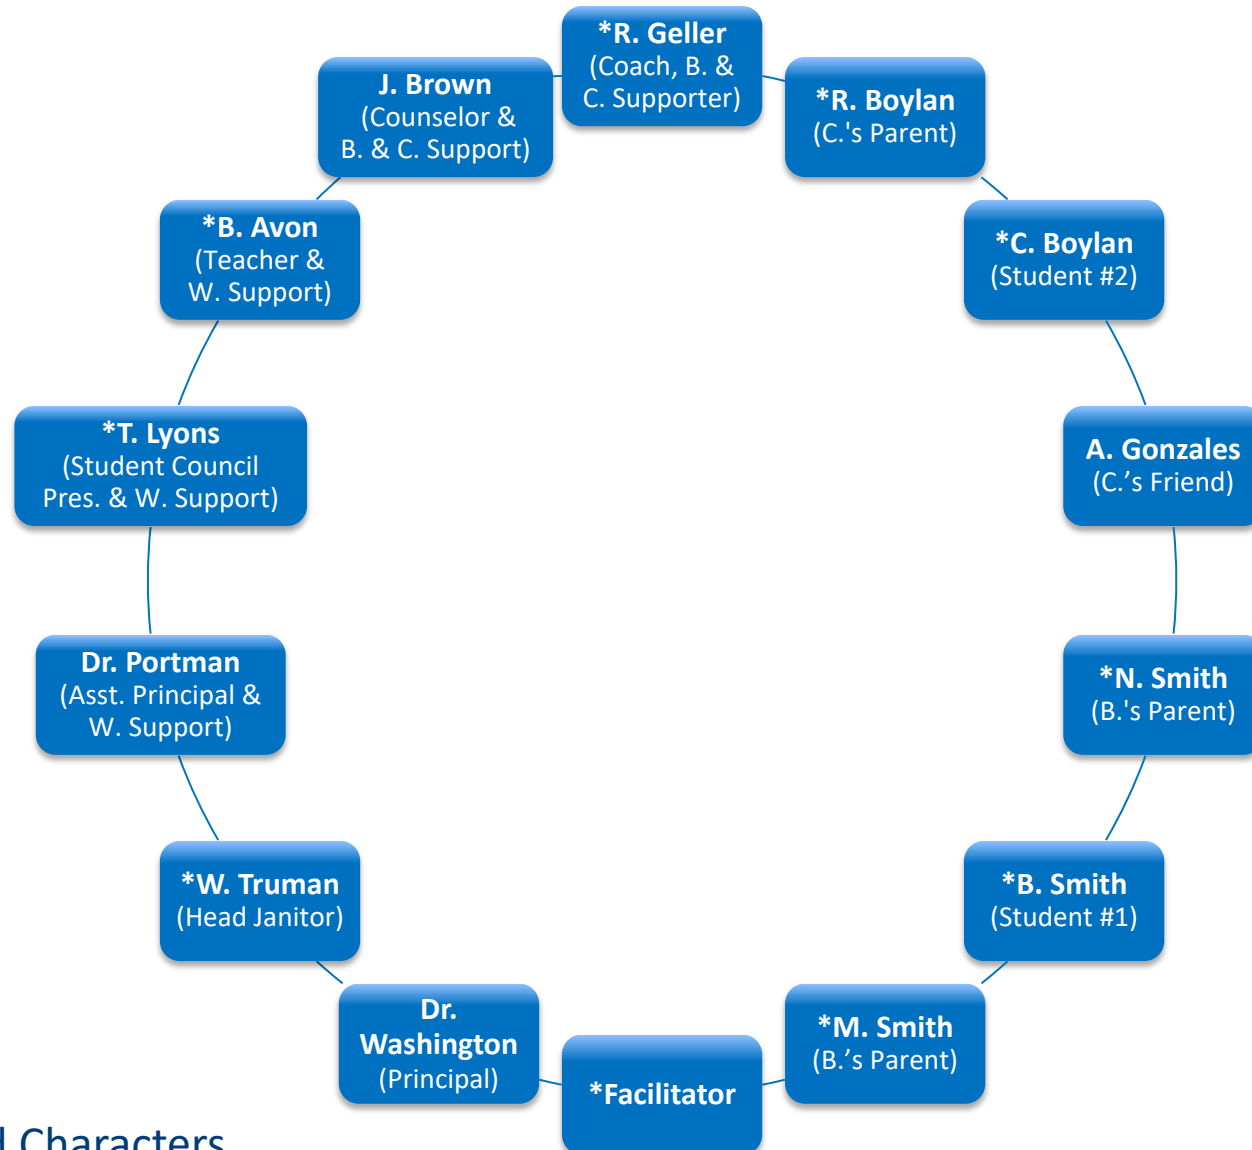 *R. Geller
(Coach, B. &
C. Supporter)
*R. Boylan
(C.'s Parent)
*C. Boylan
(Student #2)
A. Gonzales
(C.’s Friend)
*N. Smith
(B.'s Parent)
*B. Smith
(Student #1)
*M. Smith
(B.’s Parent)
*Facilitator
Dr.
Washington
(Principal)
*W. Truman
(Head Janitor)
Dr. Portman
(Asst. Principal &
W. Support)
*T. Lyons
(Student Council
Pres. & W. Support)
*B. Avon
(Teacher &
W. Support)
J. Brown
(Counselor &
B. & C. Support)
Characters